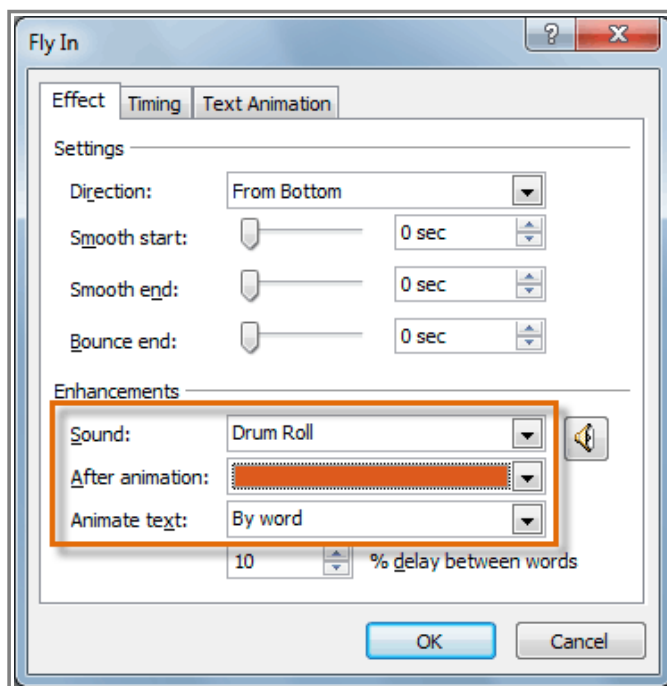 Fly In
Effect Timing Text Animation
Settings
Direction: From Bottom
Smooth start: 0 sec
Smooth end: 0 sec
Bounce end: 0 sec
Enhancements
Sound: Drum Roll
After animation:
Animate text: By word
10 % delay between words
OK Cancel